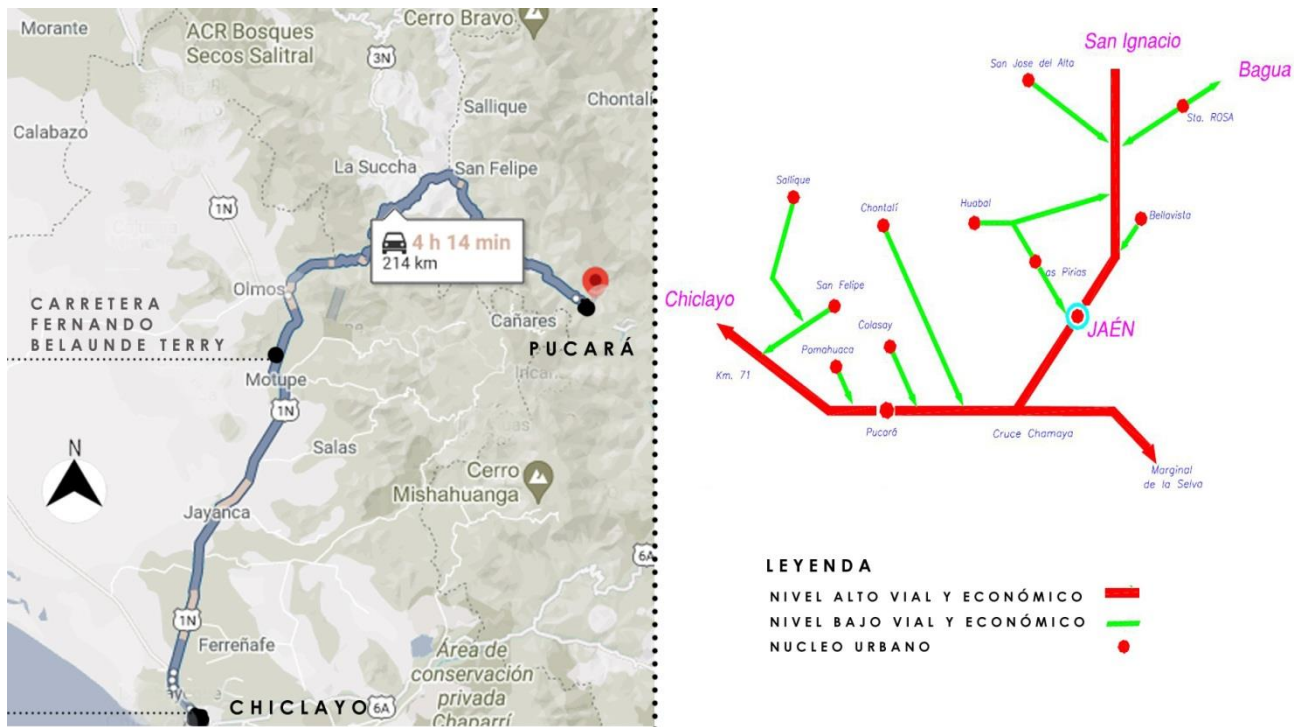 Morante
ACR Bosques
Secos Salitral
Cerro Bravo
3N
Sallique
Chontalí
Calabazo
La Succha
San Felipe
1N
4 h 14 min
214 km
Olmos
CARRETERA
FERNANDO
BELAUNDE TERRY
Cañares
PUCARÁ
Motupe
1N
Salas
N
Cerro
Mishahuanga
Jayanca
6A
1N
Ferreñafe
Área de
conservación
privada
Chaparrí
CHICLAYO
6A
San Ignacio
San Jose del Alto
Bagua
Sta. ROSA
Sallique
Chontalí
Huabal
Bellavista
as Pirias
San Felipe
Chiclayo
JAÉN
Colasay
Pomahuaca
Km. 71
Pucará
Cruce Chamaya
Marginal
de la Selva
LEYENDA
NIVEL ALTO VIAL Y ECONÓMICO
NIVEL BAJO VIAL Y ECONÓMICO
NUCLEO URBANO